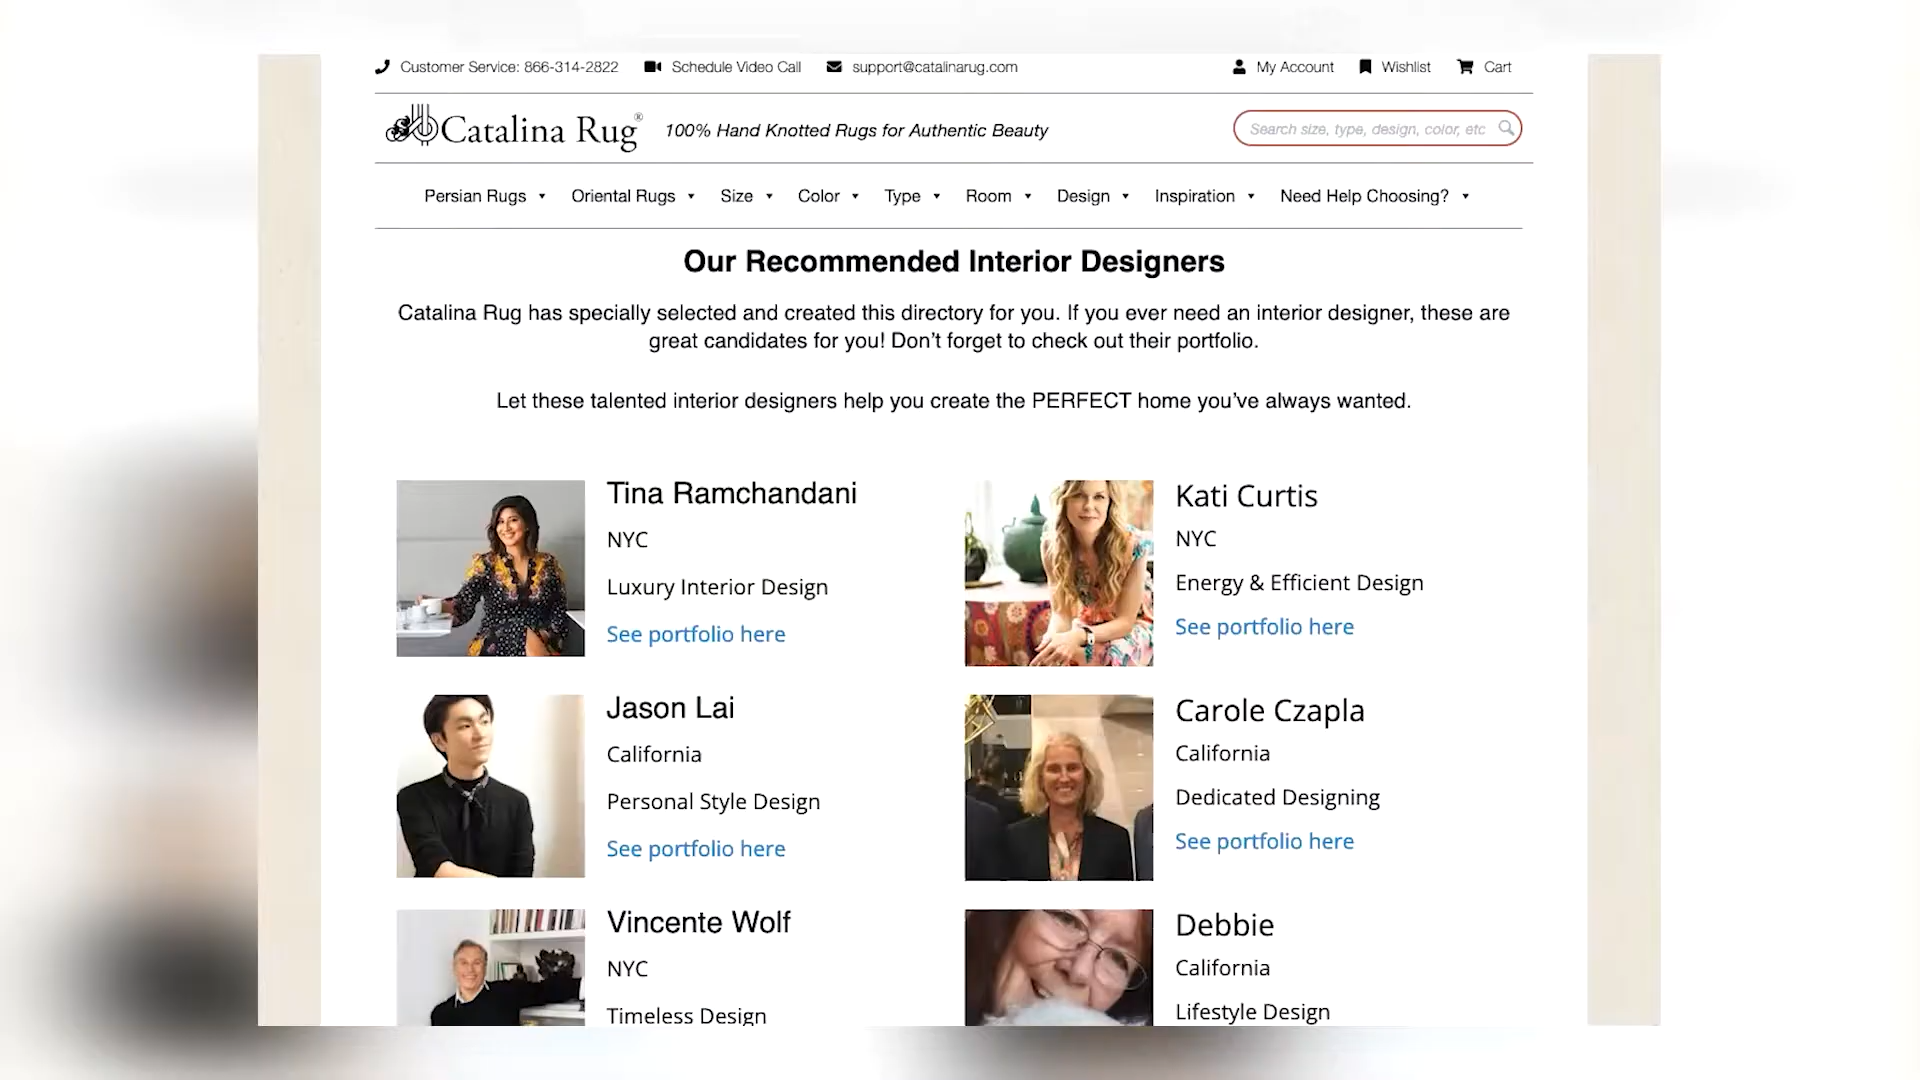 Customer Service: 866-314-2822 Schedule Video Call support@catalinarug.com My Account Wishlist Cart
Catalina Rug® 100% Hand Knotted Rugs for Authentic Beauty Search size, type, design, color, etc
Persian Rugs Oriental Rugs Size Color Type Room Design Inspiration Need Help Choosing?
Our Recommended Interior Designers
Catalina Rug has specially selected and created this directory for you. If you ever need an interior designer, these are
great candidates for you! Don't forget to check out their portfolio.
Let these talented interior designers help you create the PERFECT home you've always wanted.
Tina Ramchandani
NYC
Luxury Interior Design
See portfolio here
Kati Curtis
NYC
Energy & Efficient Design
See portfolio here
Jason Lai
California
Personal Style Design
See portfolio here
Carole Czapla
California
Dedicated Designing
See portfolio here
Vincente Wolf
NYC
Timeless Design
Debbie
California
Lifestyle Design